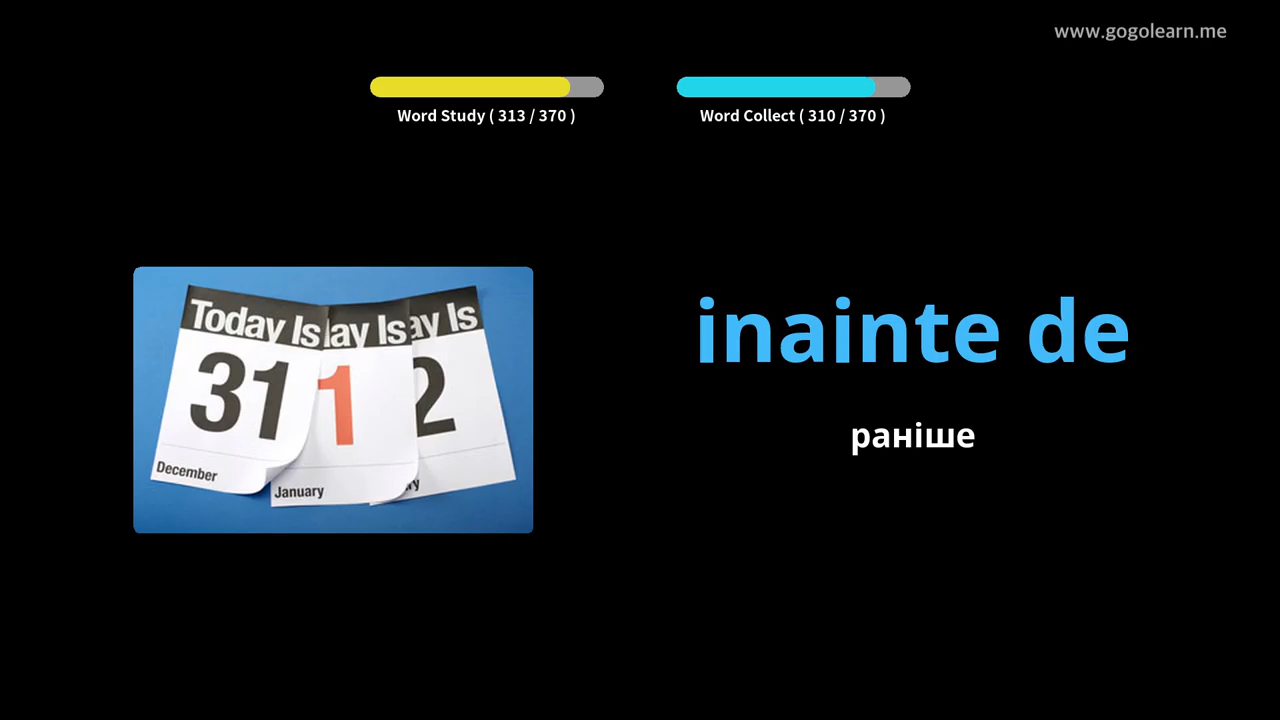 www.gogolearn.me
Word Study ( 313 / 370 )
Word Collect ( 310 / 370 )
Today Is
31
December
ay Is
1
January
ay Is
2
inainte de
раніше